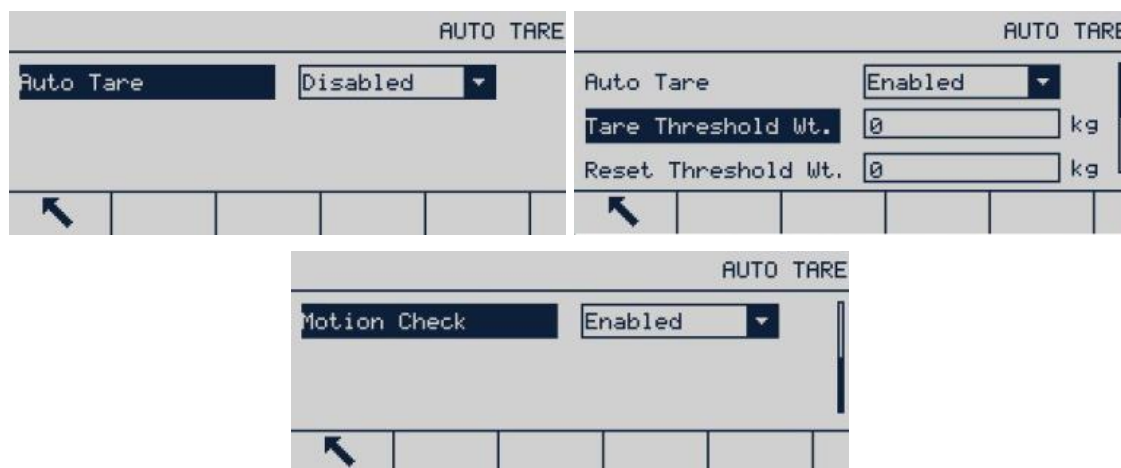 AUTO TARE
Auto Tare Disabled
AUTO TARE
Auto Tare Enabled
Tare Threshold Wt. 0 kg
Reset Threshold Wt. 0 kg
AUTO TARE
Motion Check Enabled